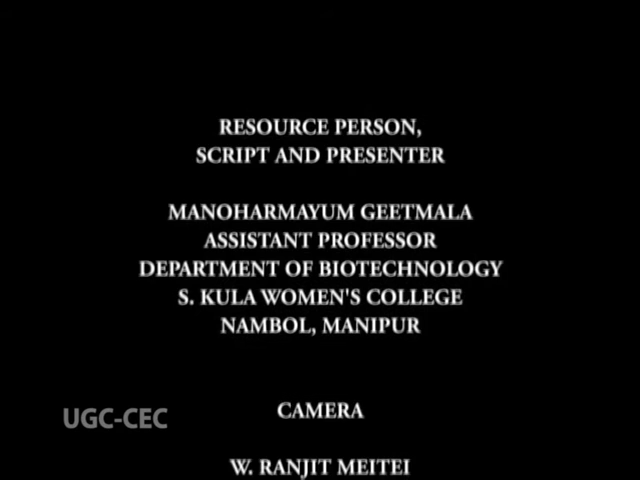 RESOURCE PERSON,
SCRIPT AND PRESENTER
MANOHARMAYUM GEETMALA
ASSISTANT PROFESSOR
DEPARTMENT OF BIOTECHNOLOGY
S. KULA WOMEN'S COLLEGE
NAMBOL, MANIPUR
CAMERA
UGC-CEC
W. RANJIT MEITEI